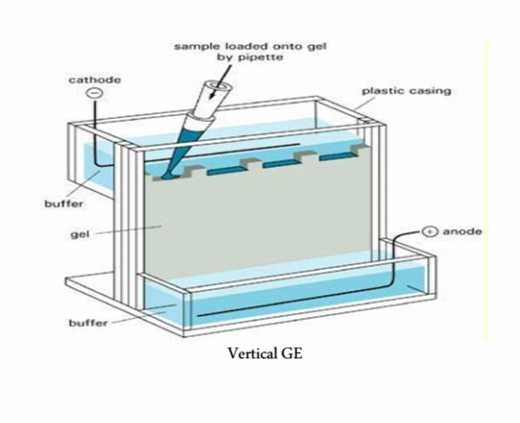 sample loaded onto gel
by pipette
cathode
−
plastic casing
buffer
gel
+ anode
buffer
Vertical GE